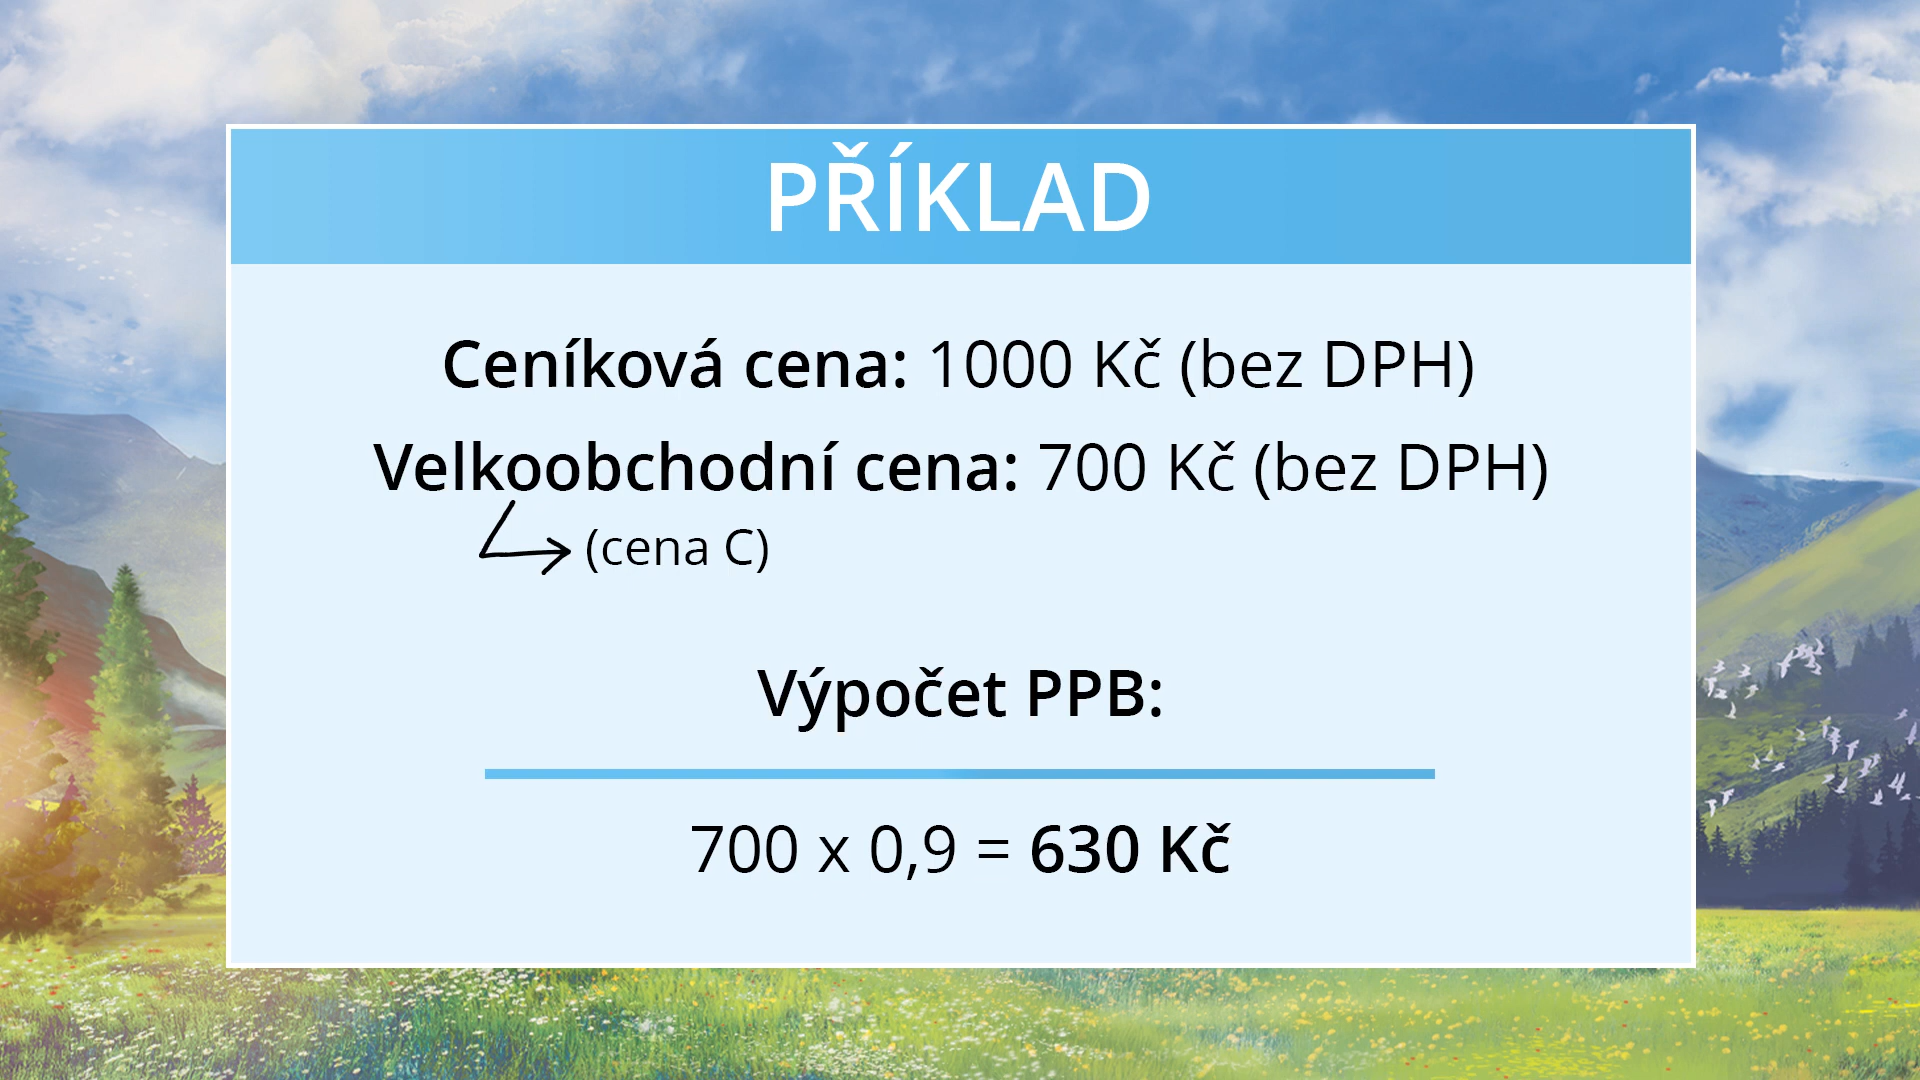 PŘÍKLAD
Ceníková cena: 1000 Kč (bez DPH)
Velkoobchodní cena: 700 Kč (bez DPH)
(cena C)
Výpočet PPB:
700 x 0,9 = 630 Kč